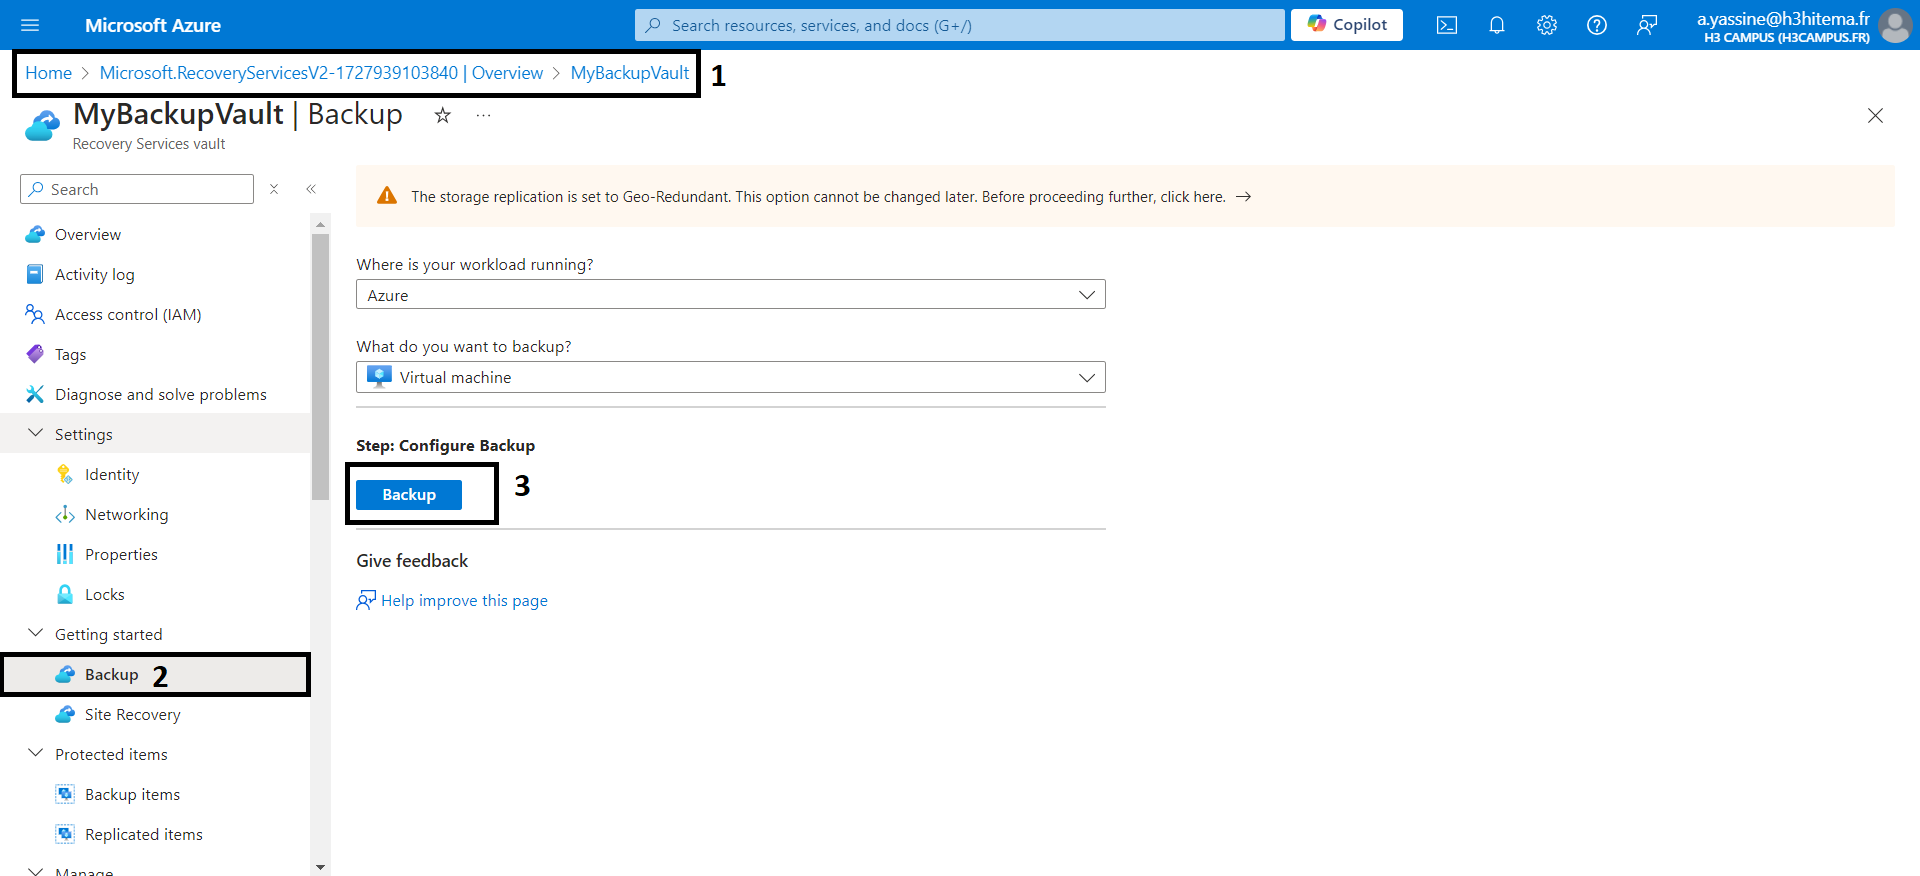 Microsoft Azure
Search resources, services, and docs (G+/)
Copilot
a.yassine@h3hitema.fr
H3 CAMPUS (H3CAMPUS.FR)
Home > Microsoft.RecoveryServicesV2-1727939103840 | Overview > MyBackupVault
1
MyBackupVault | Backup
Recovery Services vault
Search
Overview
Activity log
Access control (IAM)
Tags
Diagnose and solve problems
Settings
Identity
Networking
Properties
Locks
Getting started
Backup
2
Site Recovery
Protected items
Backup items
Replicated items
Manage
The storage replication is set to Geo-Redundant. This option cannot be changed later. Before proceeding further, click here. →
Where is your workload running?
Azure
What do you want to backup?
Virtual machine
Step: Configure Backup
Backup
3
Give feedback
Help improve this page